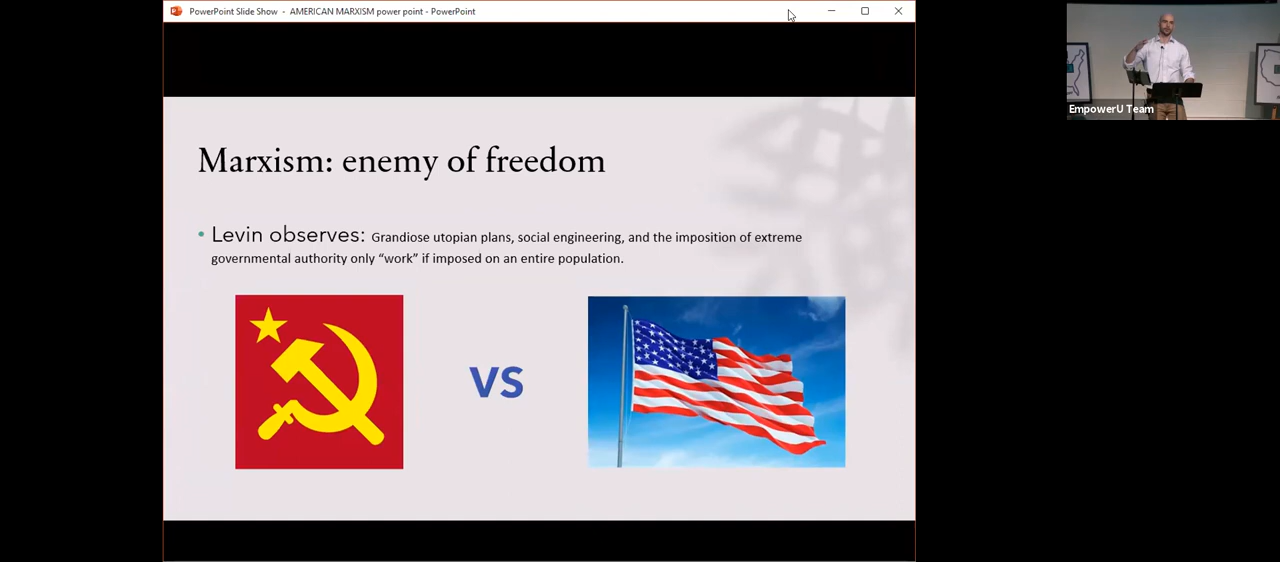 PowerPoint Slide Show - AMERICAN MARXISM power point - PowerPoint
EmpowerU Team
Marxism: enemy of freedom
• Levin observes: Grandiose utopian plans, social engineering, and the imposition of extreme
governmental authority only “work” if imposed on an entire population.
VS